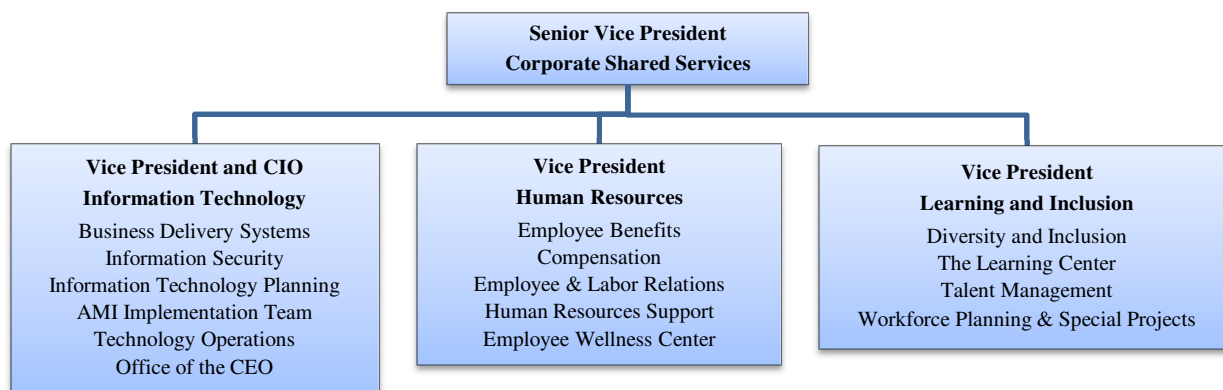 Senior Vice President
Corporate Shared Services
Vice President and CIO
Information Technology
Business Delivery Systems
Information Security
Information Technology Planning
AMI Implementation Team
Technology Operations
Office of the CEO
Vice President
Human Resources
Employee Benefits
Compensation
Employee & Labor Relations
Human Resources Support
Employee Wellness Center
Vice President
Learning and Inclusion
Diversity and Inclusion
The Learning Center
Talent Management
Workforce Planning & Special Projects